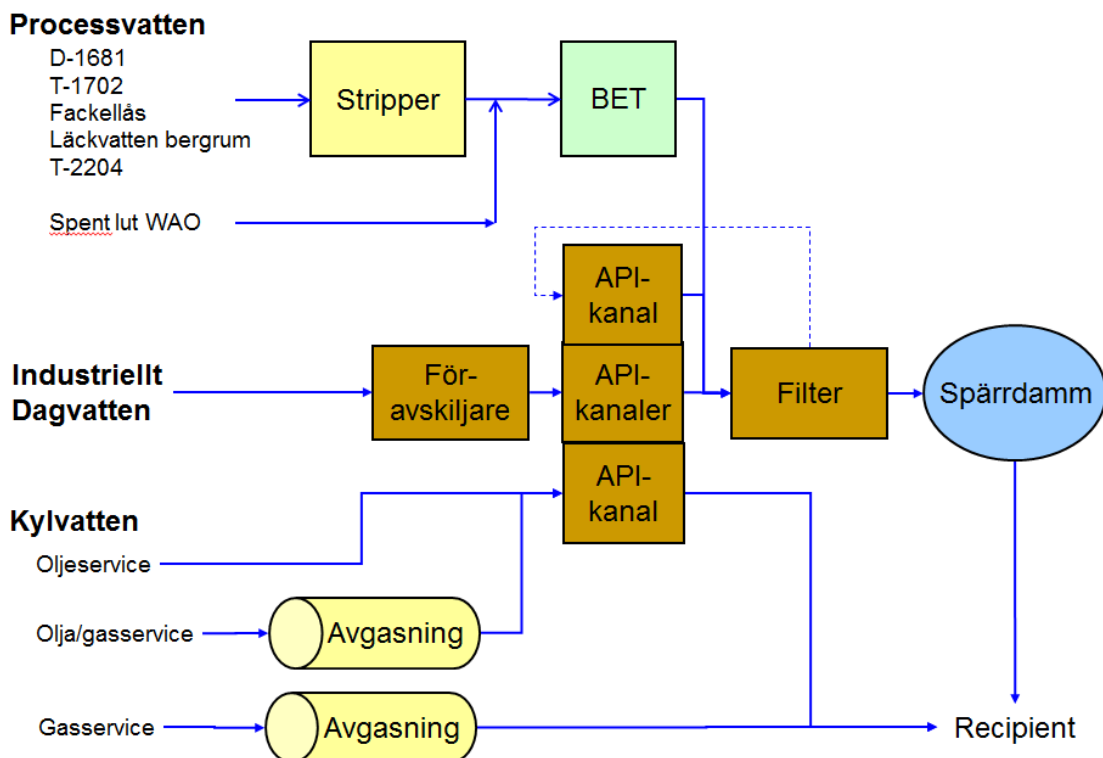 Processvatten
D-1681
T-1702
Fackellås
Läckvatten bergrum
T-2204
Spent lut WAO
Stripper
BET
API-
kanal
Industriellt
Dagvatten
För-
avskiljare
API-
kanaler
Filter
Spärrdamm
API-
kanal
Kylvatten
Oljeservice
Olja/gasservice
Avgasning
Gasservice
Avgasning
Recipient